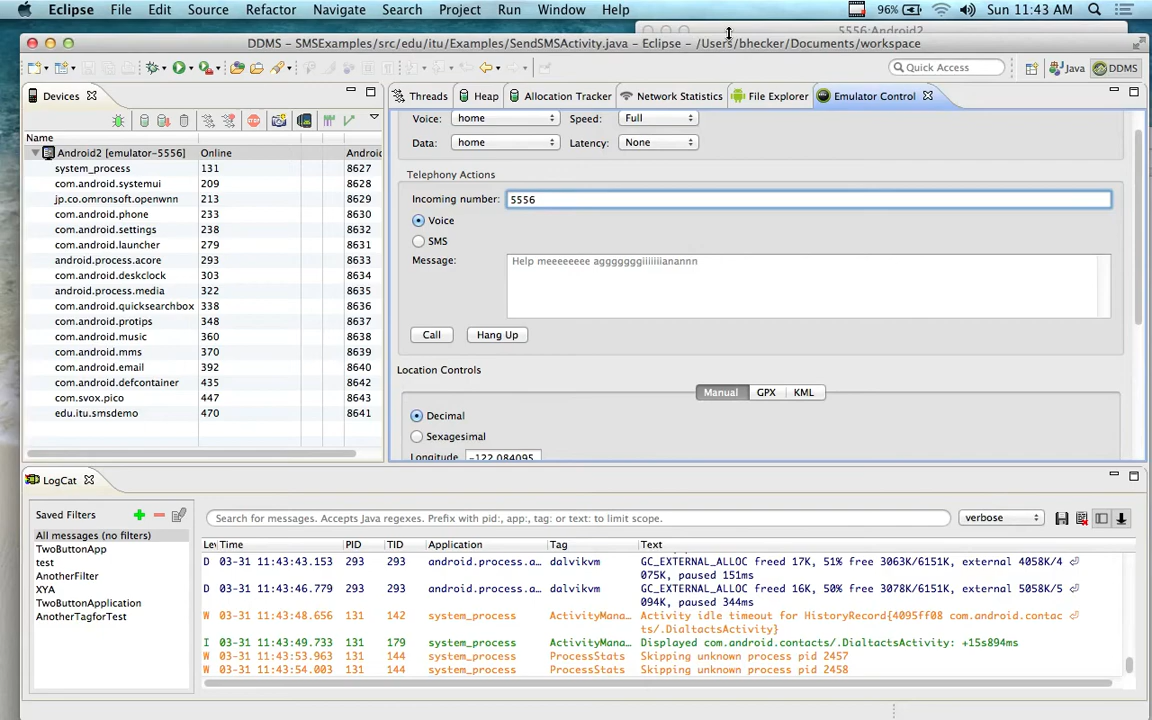 Eclipse File Edit Source Refactor Navigate Search Project Run Window Help 96% Sun 11:43 AM
5556:Android2
DDMS – SMSExamples/src/edu/itu/Examples/SendSMSActivity.java – Eclipse – /Users/bhecker/Documents/workspace
Quick Access Java DDMS
Devices
Name
Android2 [emulator-5556] Online Android
system_process 131 8627
com.android.systemui 209 8628
jp.co.omronsoft.openwnn 213 8629
com.android.phone 233 8630
com.android.settings 238 8632
com.android.launcher 279 8631
android.process.acore 293 8633
com.android.deskclock 303 8634
android.process.media 322 8635
com.android.quicksearchbox 338 8636
com.android.protips 348 8637
com.android.music 360 8638
com.android.mms 370 8639
com.android.email 392 8640
com.android.defcontainer 435 8642
com.svox.pico 447 8643
edu.itu.smsdemo 470 8641
Threads Heap Allocation Tracker Network Statistics File Explorer Emulator Control
Voice: home Speed: Full
Data: home Latency: None
Telephony Actions
Incoming number: 5556
Voice
SMS
Message: Help meeeeeeee agggggggiiiiiiianannn
Call Hang Up
Location Controls
Manual GPX KML
Decimal
Sexagesimal
Longitude -122.084095
LogCat
Saved Filters
All messages (no filters)
TwoButtonApp
test
AnotherFilter
XYA
TwoButtonApplication
AnotherTagforTest
Search for messages. Accepts Java regexes. Prefix with pid:, app:, tag: or text: to limit scope. verbose
Time PID TID Application Tag Text
D 03-31 11:43:43.153 293 293 android.process.a... dalvikvm GC_EXTERNAL_ALLOC freed 17K, 51% free 3063K/6151K, external 4058K/4
075K, paused 151ms
D 03-31 11:43:46.779 293 293 android.process.a... dalvikvm GC_EXTERNAL_ALLOC freed 16K, 50% free 3078K/6151K, external 5058K/5
094K, paused 344ms
W 03-31 11:43:48.656 131 142 system_process ActivityMana... Activity idle timeout for HistoryRecord{4095ff08 com.android.contac
ts/.DialtactsActivity}
I 03-31 11:43:49.733 131 179 system_process ActivityMana... Displayed com.android.contacts/.DialtactsActivity: +15s894ms
W 03-31 11:43:53.963 131 144 system_process ProcessStats Skipping unknown process pid 2457
W 03-31 11:43:54.003 131 144 system_process ProcessStats Skipping unknown process pid 2458